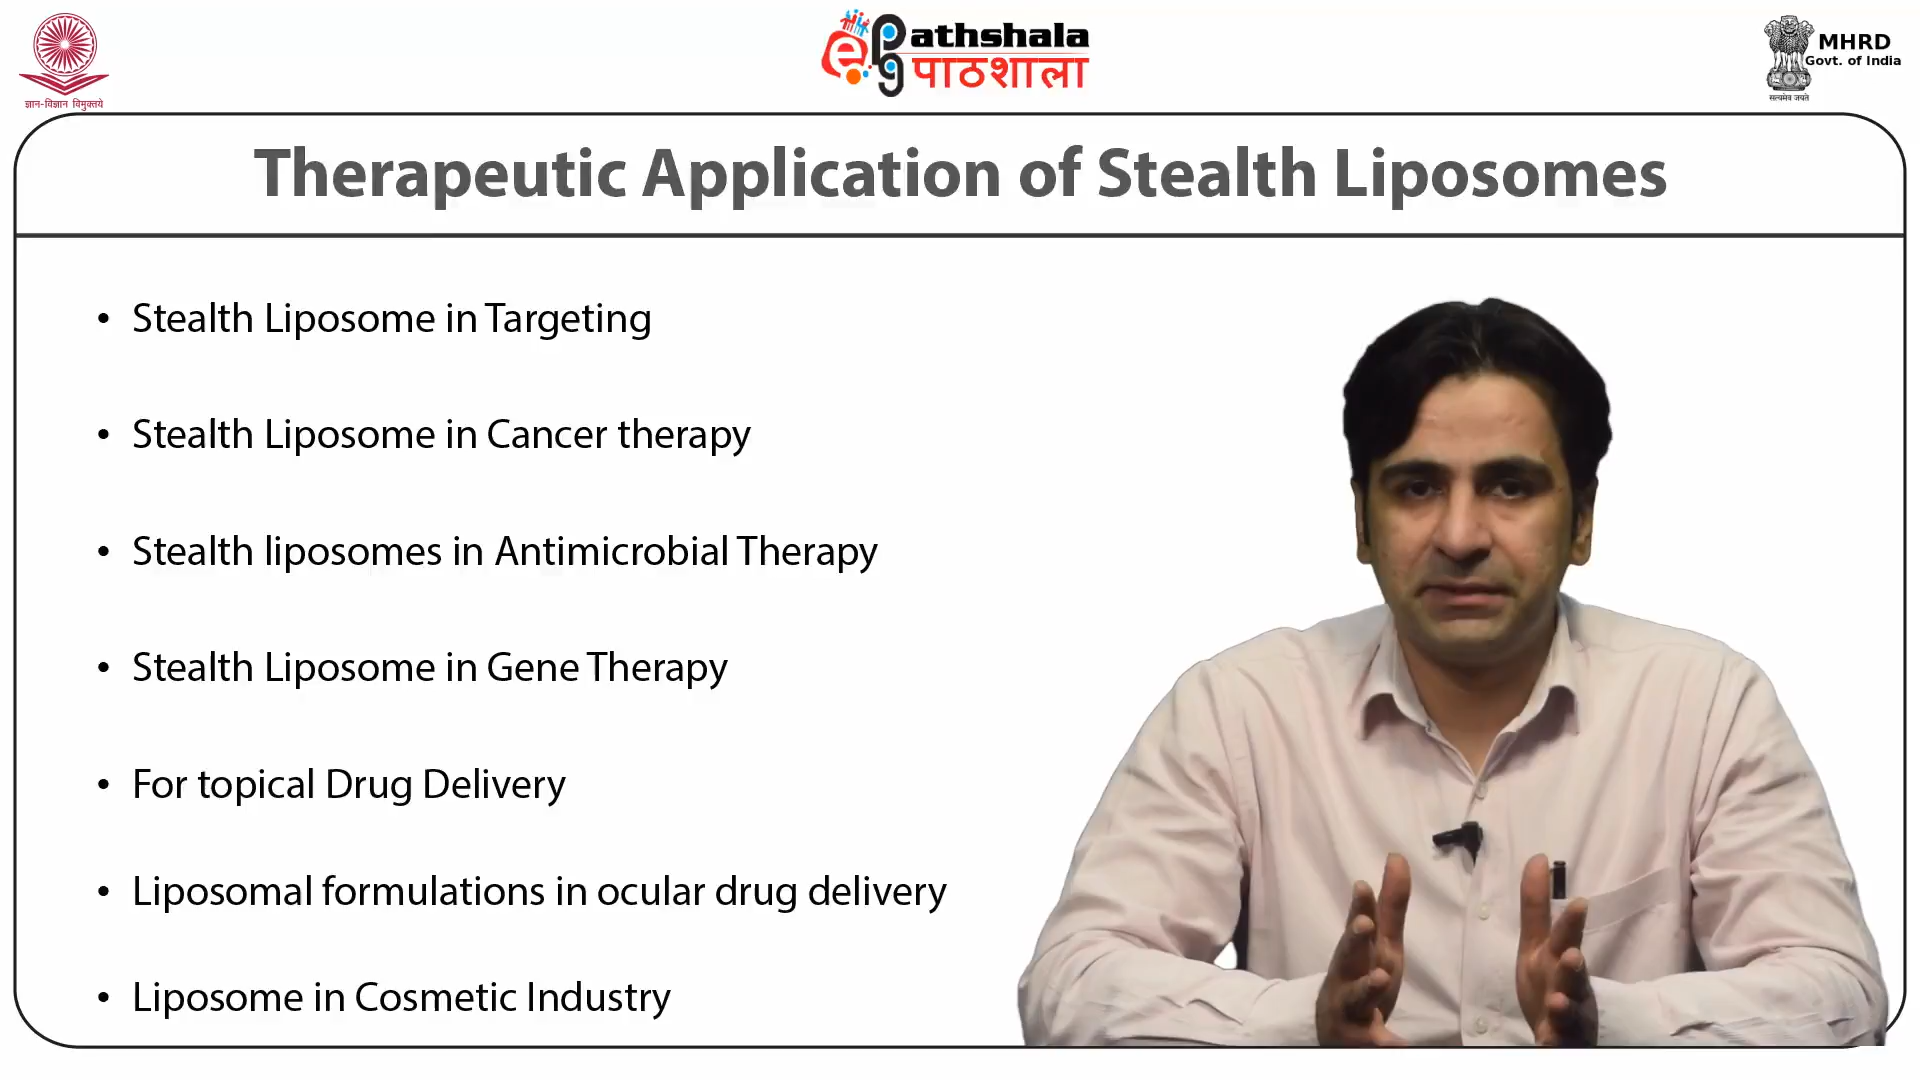 ज्ञान-विज्ञान विमुक्तये
ePathshala
पाठशाला
MHRD
Govt. of India
सत्यमेव जयते
Therapeutic Application of Stealth Liposomes
• Stealth Liposome in Targeting
• Stealth Liposome in Cancer therapy
• Stealth liposomes in Antimicrobial Therapy
• Stealth Liposome in Gene Therapy
• For topical Drug Delivery
• Liposomal formulations in ocular drug delivery
• Liposome in Cosmetic Industry